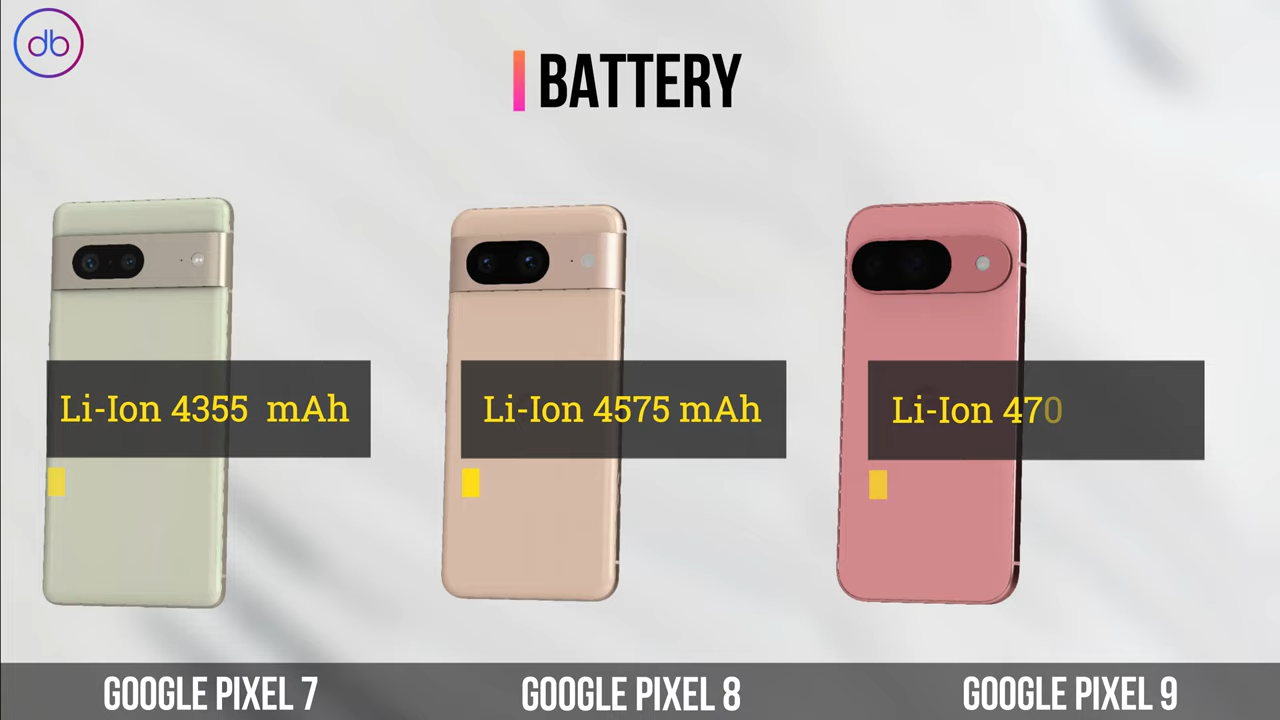 db
BATTERY
Li-Ion 4355 mAh
Li-Ion 4575 mAh
Li-Ion 470
GOOGLE PIXEL 7
GOOGLE PIXEL 8
GOOGLE PIXEL 9